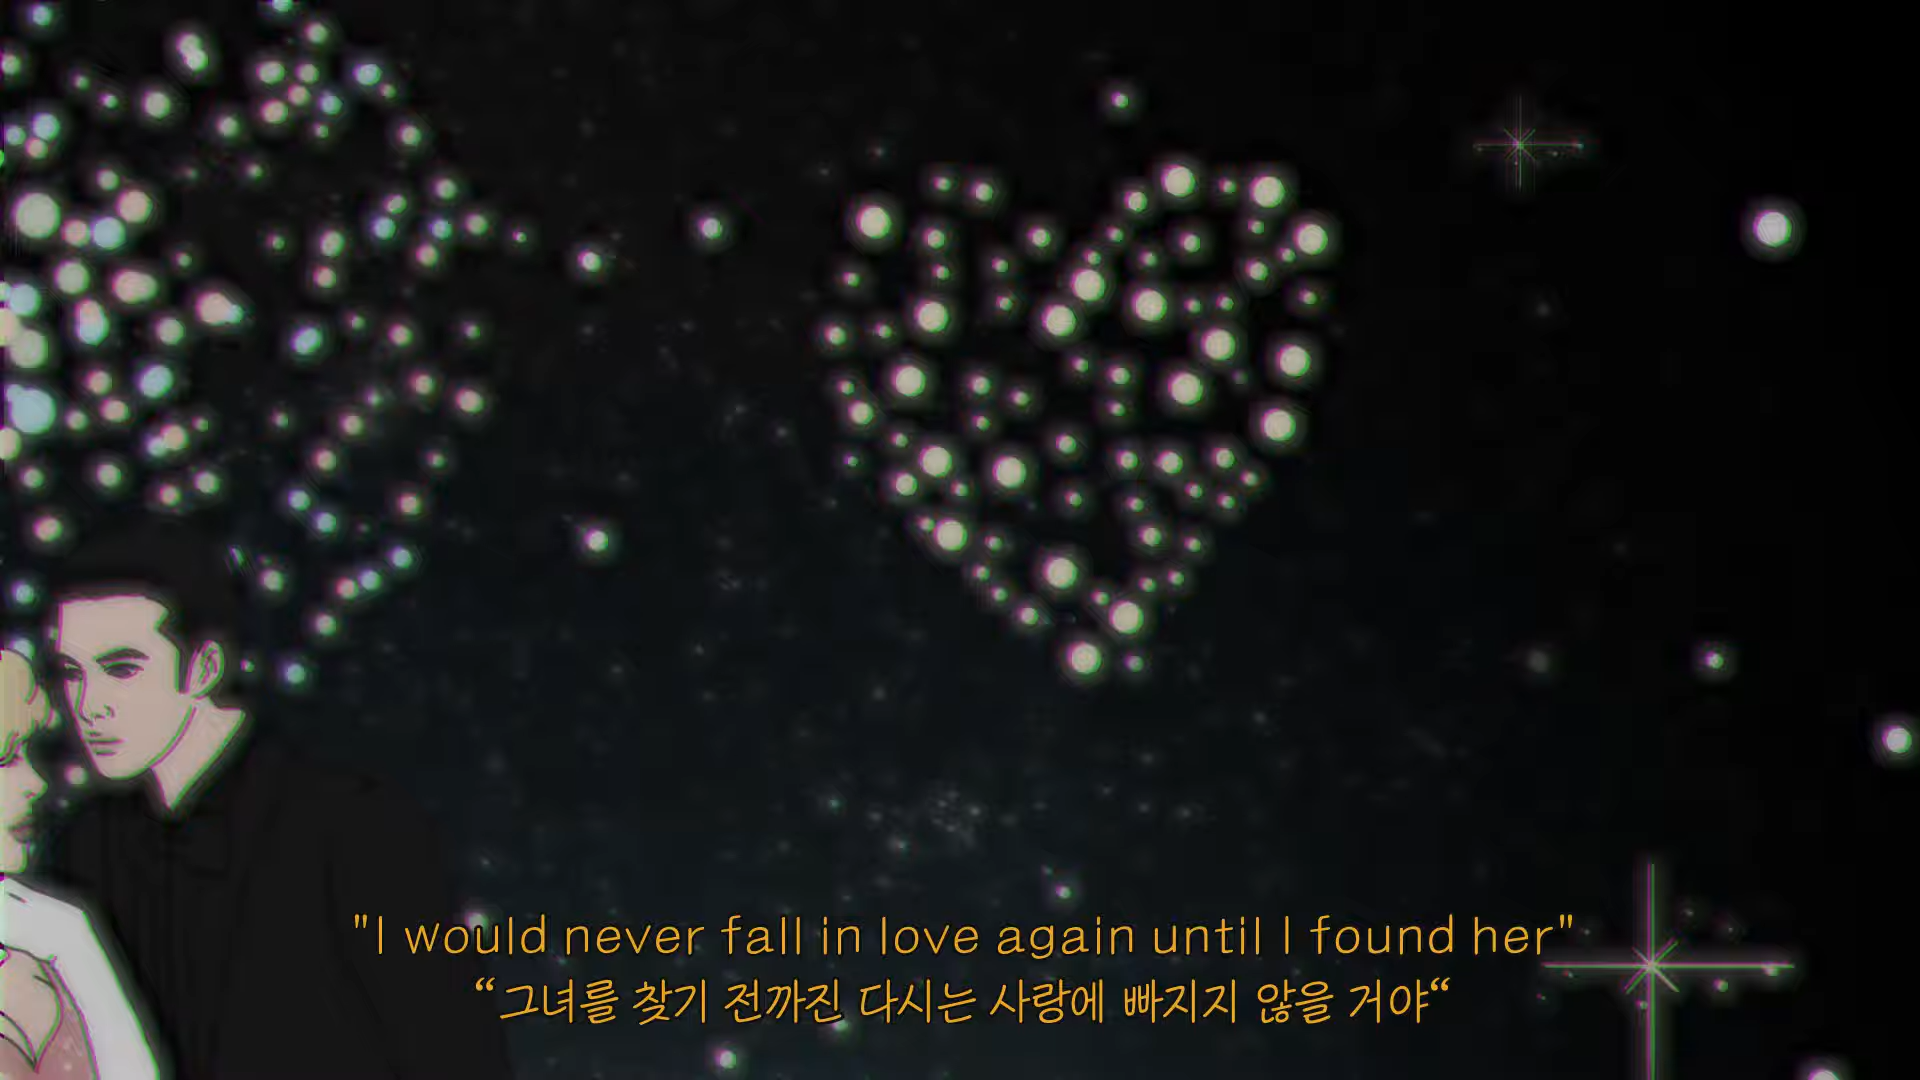 "I would never fall in love again until I found her"
“그녀를 찾기 전까진 다시는 사랑에 빠지지 않을 거야“